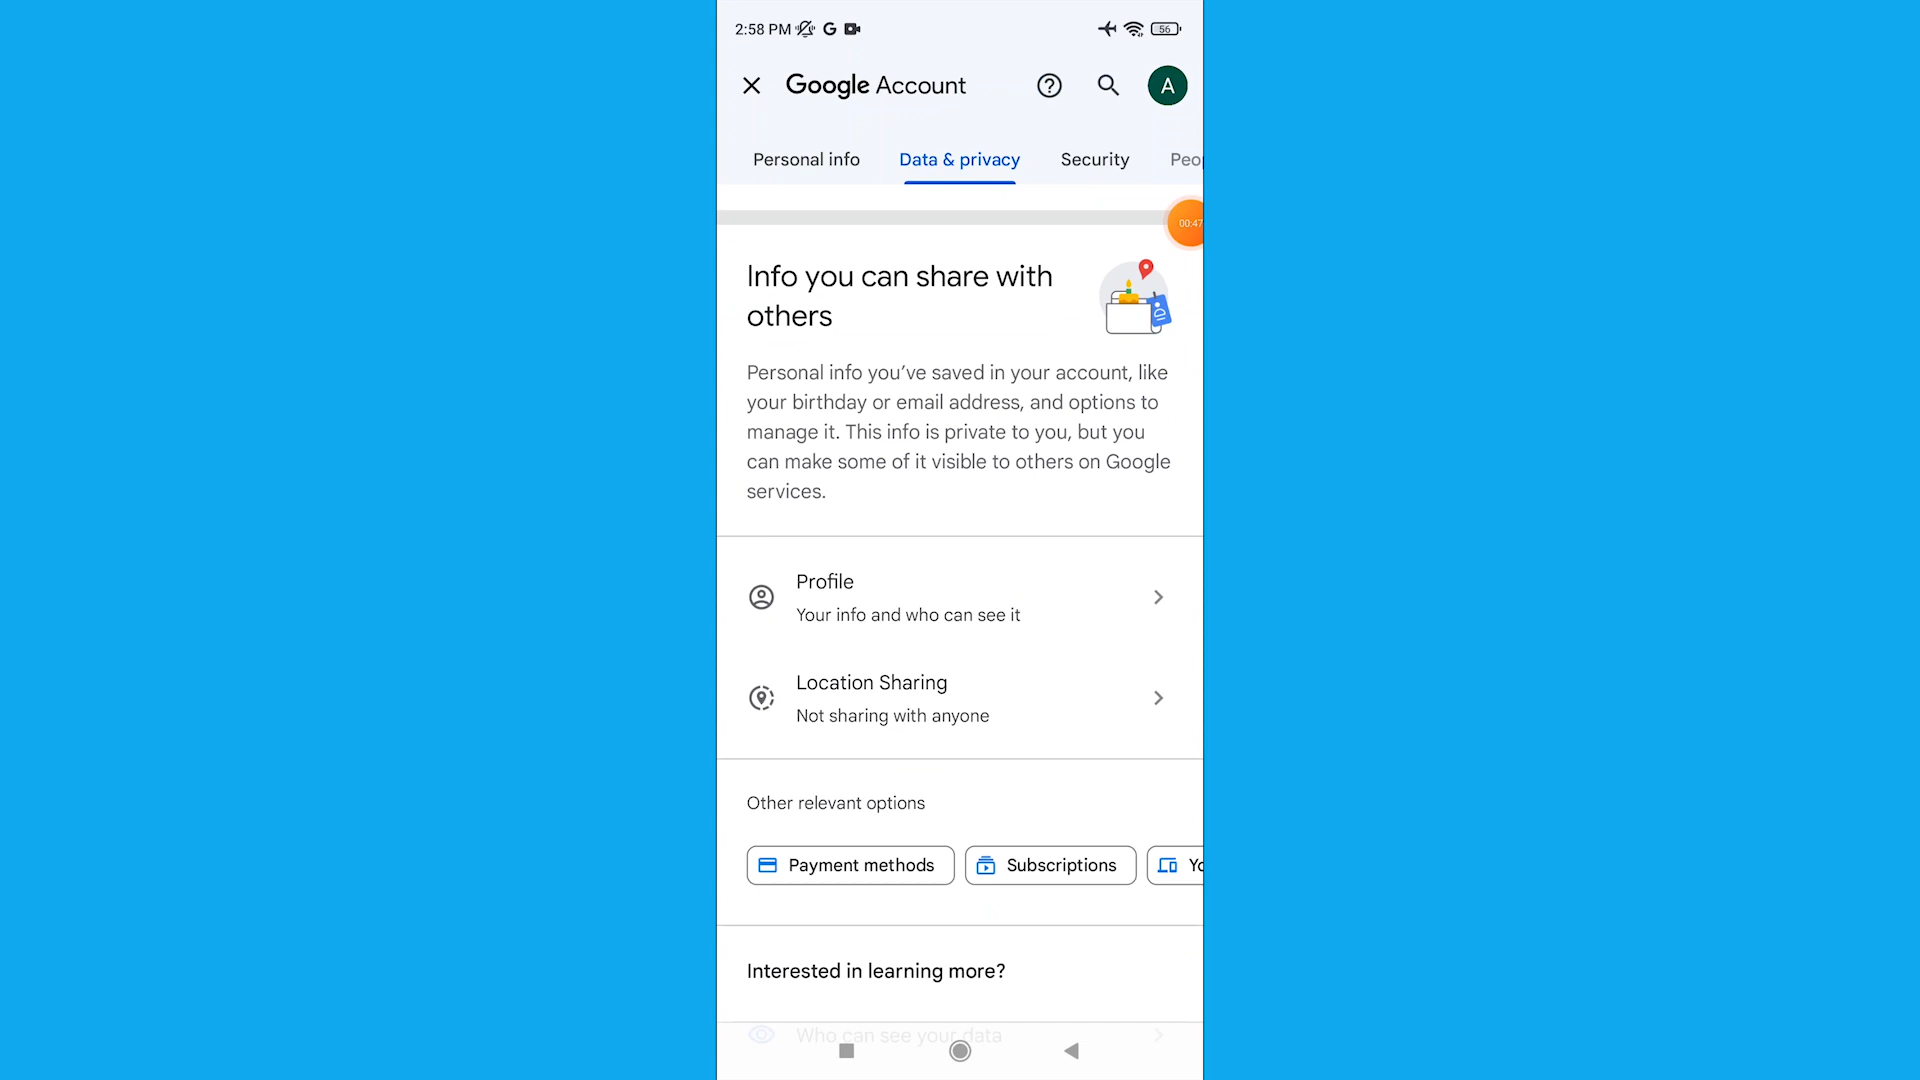 2:58 PM
56
Google Account
A
Personal info
Data & privacy
Security
Peo
00:47
Info you can share with
others
Personal info you’ve saved in your account, like
your birthday or email address, and options to
manage it. This info is private to you, but you
can make some of it visible to others on Google
services.
Profile
Your info and who can see it
Location Sharing
Not sharing with anyone
Other relevant options
Payment methods
Subscriptions
Yo
Interested in learning more?
Who can see your data